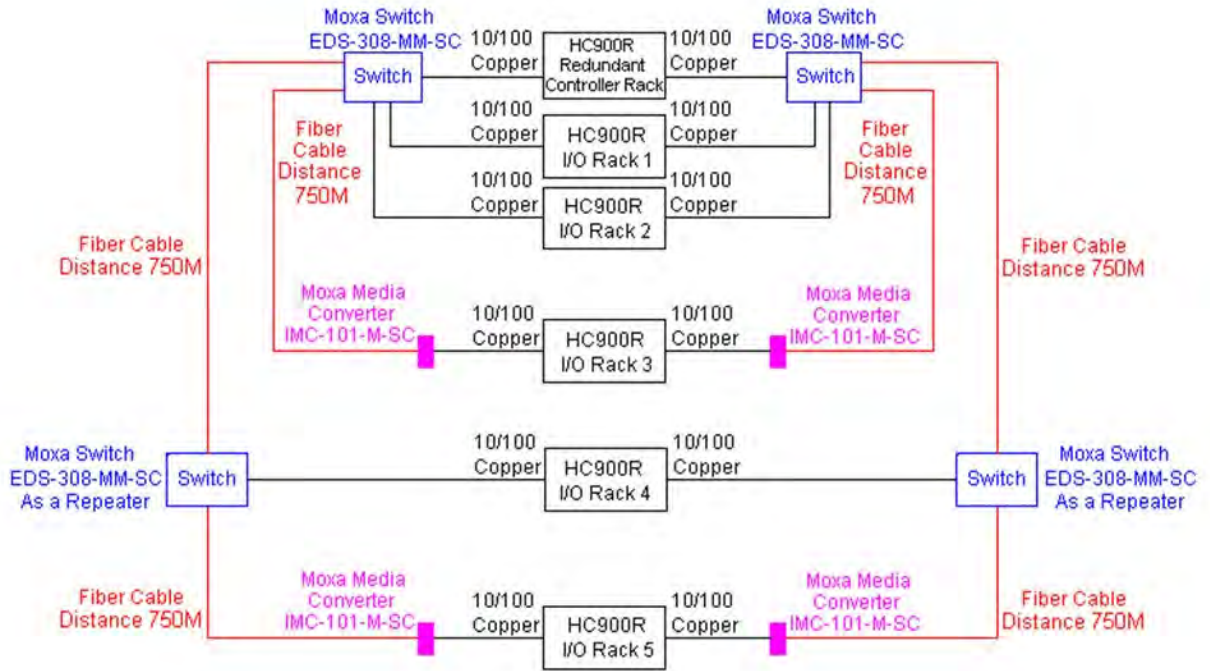 Moxa Switch
EDS-308-MM-SC
Switch
10/100
Copper
HC900R
Redundant
Controller Rack
10/100
Copper
Moxa Switch
EDS-308-MM-SC
Switch
10/100
Copper
HC900R
I/O Rack 1
10/100
Copper
10/100
Copper
HC900R
I/O Rack 2
10/100
Copper
Fiber
Cable
Distance
750M
Fiber
Cable
Distance
750M
Fiber Cable
Distance 750M
Fiber Cable
Distance 750M
Moxa Media
Converter
IMC-101-M-SC
10/100
Copper
HC900R
I/O Rack 3
10/100
Copper
Moxa Media
Converter
IMC-101-M-SC
Moxa Switch
EDS-308-MM-SC
As a Repeater
Switch
10/100
Copper
HC900R
I/O Rack 4
10/100
Copper
Switch
Moxa Switch
EDS-308-MM-SC
As a Repeater
Fiber Cable
Distance 750M
Moxa Media
Converter
IMC-101-M-SC
10/100
Copper
HC900R
I/O Rack 5
10/100
Copper
Moxa Media
Converter
IMC-101-M-SC
Fiber Cable
Distance 750M